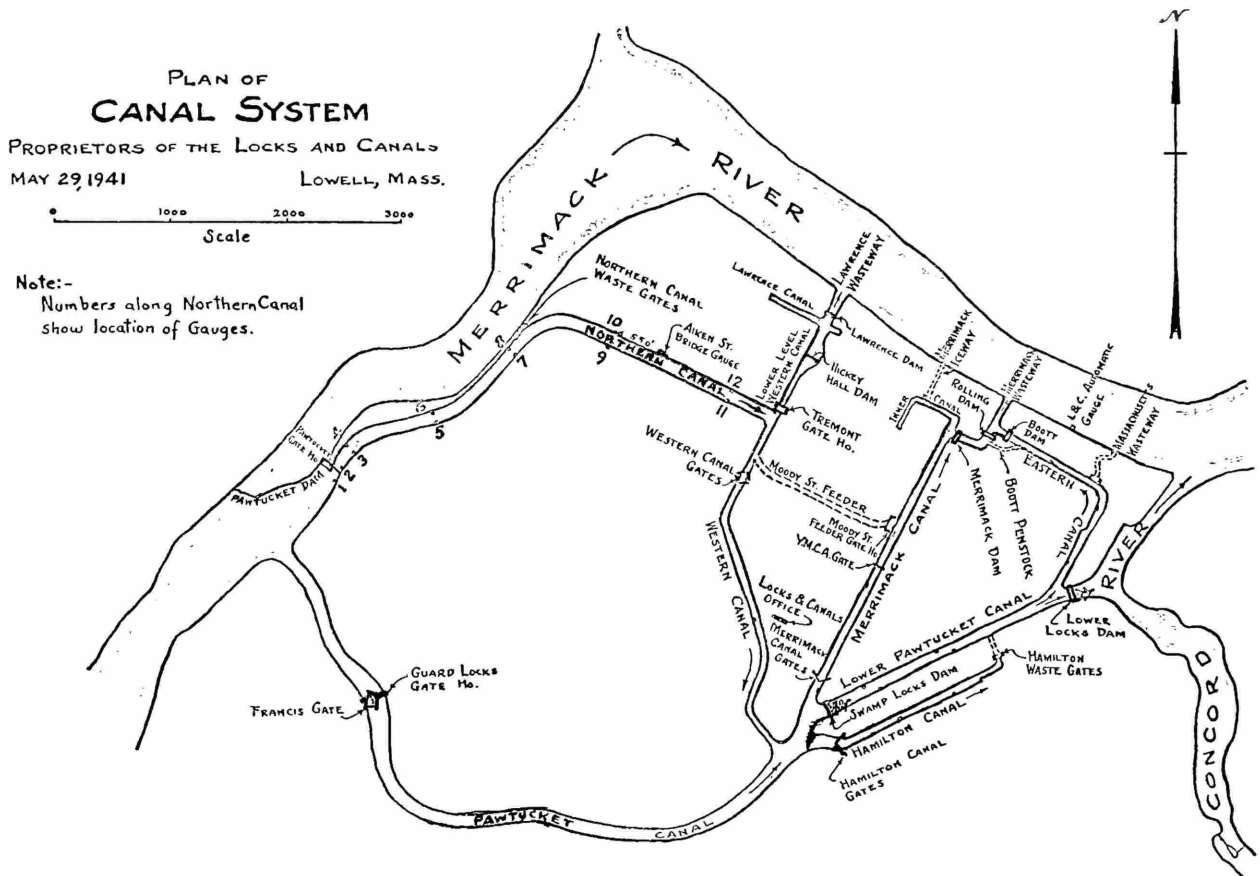 PLAN OF
CANAL SYSTEM
PROPRIETORS OF THE LOCKS AND CANALS
MAY 29, 1941 LOWELL, MASS.
0 1000 2000 3000
Scale
Note:-
Numbers along Northern Canal
show location of Gauges.
N
MERRIMACK RIVER
NORTHERN CANAL
WASTE GATES
LAWRENCE CANAL
LAWRENCE
WASTEWAY
LAWRENCE DAM
HICKEY
HALL DAM
LOWER LEVEL
WESTERN CANAL
AIKEN ST.
BRIDGE GAUGE
NORTHERN CANAL
TREMONT
GATE HO.
1
2
3
4
5
6
7
8
9
10
550'
11
12
PAWTUCKET
GATE HO.
PAWTUCKET DAM
MERRIMACK
ICEWAY
ROLLING
DAM
MERRIMACK
WASTEWAY
L.&C. AUTOMATIC
GAUGE
MASSACHUSETTS
WASTEWAY
BOOTT
DAM
INNER
CANAL
EASTERN
CANAL
BOOTT PENSTOCK
MERRIMACK DAM
WESTERN CANAL
GATES
MOODY ST. FEEDER
MOODY ST.
FEEDER GATE HO.
Y.M.C.A. GATE
MERRIMACK CANAL
WESTERN CANAL
LOCKS & CANALS
OFFICE
MERRIMACK
CANAL
GATES
LOWER PAWTUCKET CANAL
LOWER
LOCKS DAM
HAMILTON
WASTE GATES
SWAMP LOCKS DAM
HAMILTON CANAL
HAMILTON CANAL
GATES
GUARD LOCKS
GATE HO.
FRANCIS GATE
PAWTUCKET CANAL
CONCORD RIVER